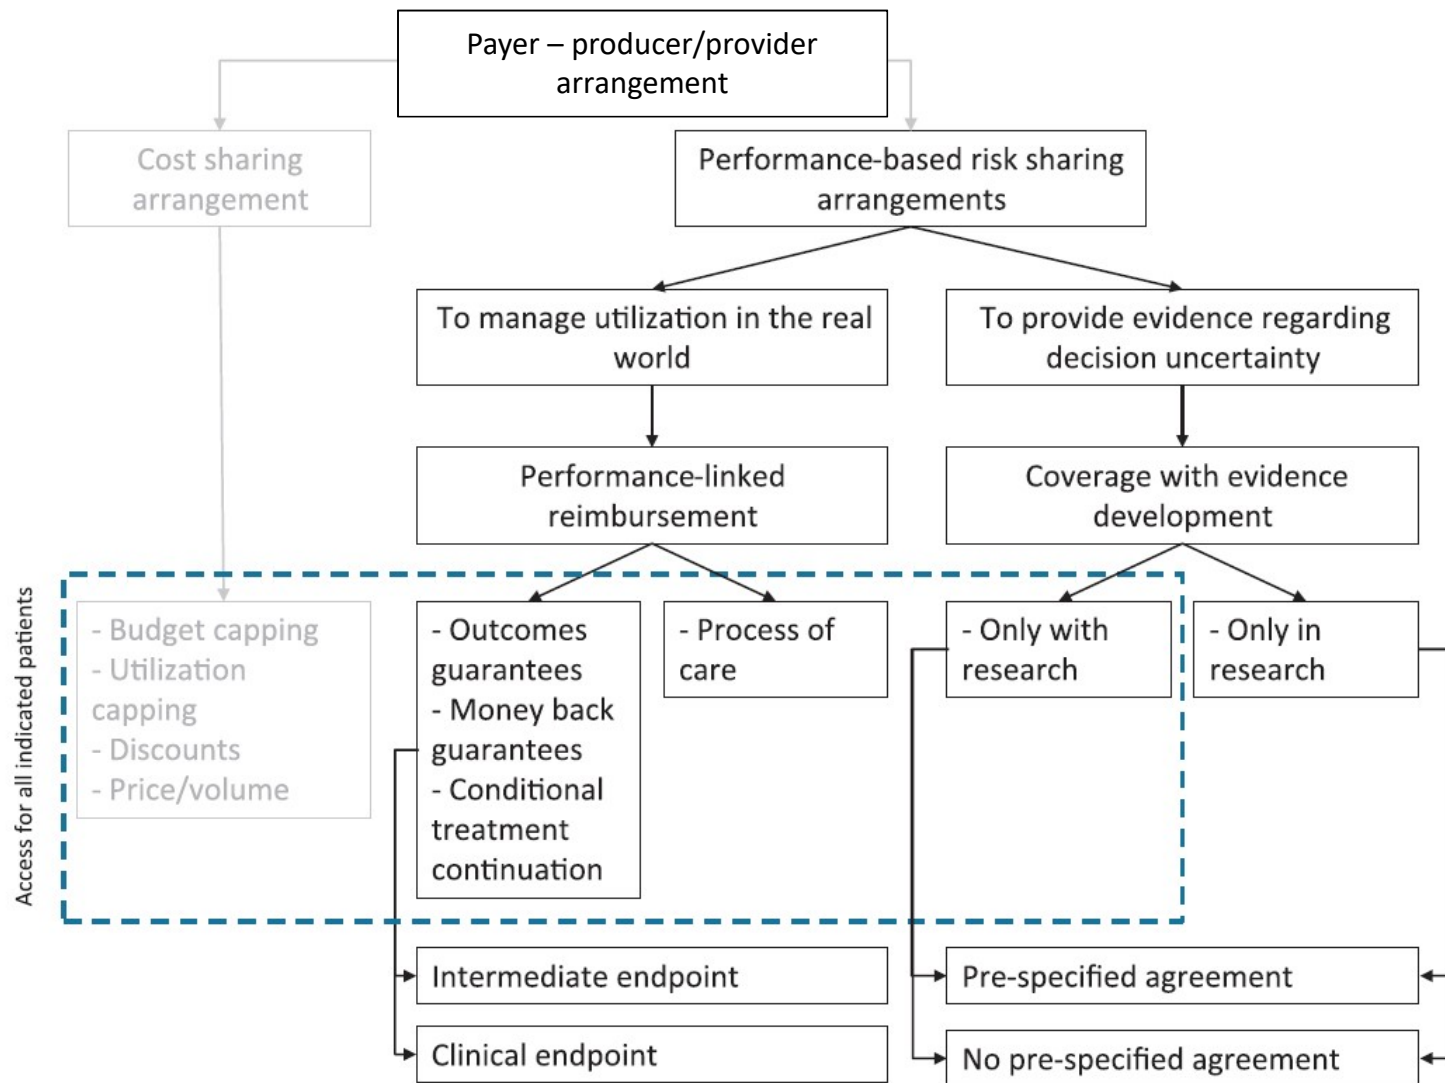 Payer – producer/provider
arrangement
Cost sharing
arrangement
Performance-based risk sharing
arrangements
To manage utilization in the real
world
To provide evidence regarding
decision uncertainty
Performance-linked
reimbursement
Coverage with evidence
development
Access for all indicated patients
- Budget capping
- Utilization
capping
- Discounts
- Price/volume
- Outcomes
guarantees
- Money back
guarantees
- Conditional
treatment
continuation
- Process of
care
- Only with
research
- Only in
research
Intermediate endpoint
Clinical endpoint
Pre-specified agreement
No pre-specified agreement